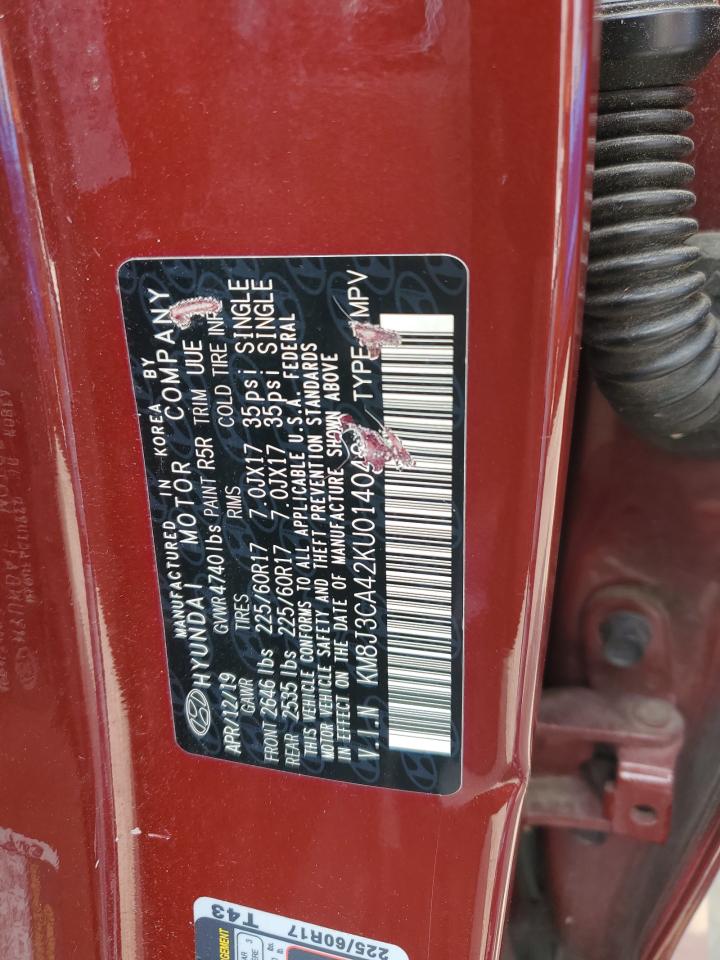 MANUFACTURED IN KOREA BY
HYUNDAI MOTOR COMPANY
APR/12/19 GVWR 4740lbs PAINT R5R TRIM UUE
GAWR TIRES RIMS COLD TIRE INF
FRONT 2646 lbs 225/60R17 7.0JX17 35psi SINGLE
REAR 2535 lbs 225/60R17 7.0JX17 35psi SINGLE
THIS VEHICLE CONFORMS TO ALL APPLICABLE U.S.A. FEDERAL
MOTOR VEHICLE SAFETY AND THEFT PREVENTION STANDARDS
IN EFFECT ON THE DATE OF MANUFACTURE SHOWN ABOVE
V.I.N KM8J3CA42KU01404 TYPE MPV
T43
225/60R17